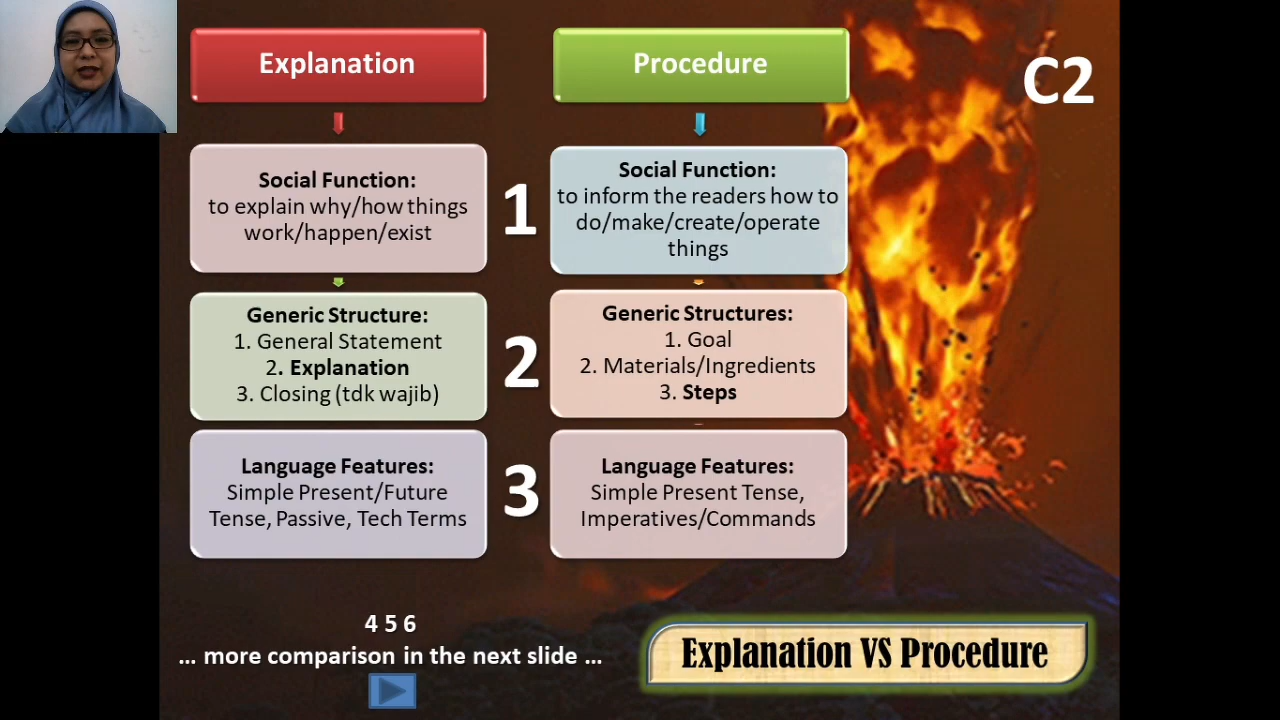 Explanation
Procedure
C2
Social Function:
to explain why/how things
work/happen/exist
1
Social Function:
to inform the readers how to
do/make/create/operate
things
Generic Structure:
1. General Statement
2. Explanation
3. Closing (tdk wajib)
2
Generic Structures:
1. Goal
2. Materials/Ingredients
3. Steps
Language Features:
Simple Present/Future
Tense, Passive, Tech Terms
3
Language Features:
Simple Present Tense,
Imperatives/Commands
4 5 6
... more comparison in the next slide ...
Explanation VS Procedure